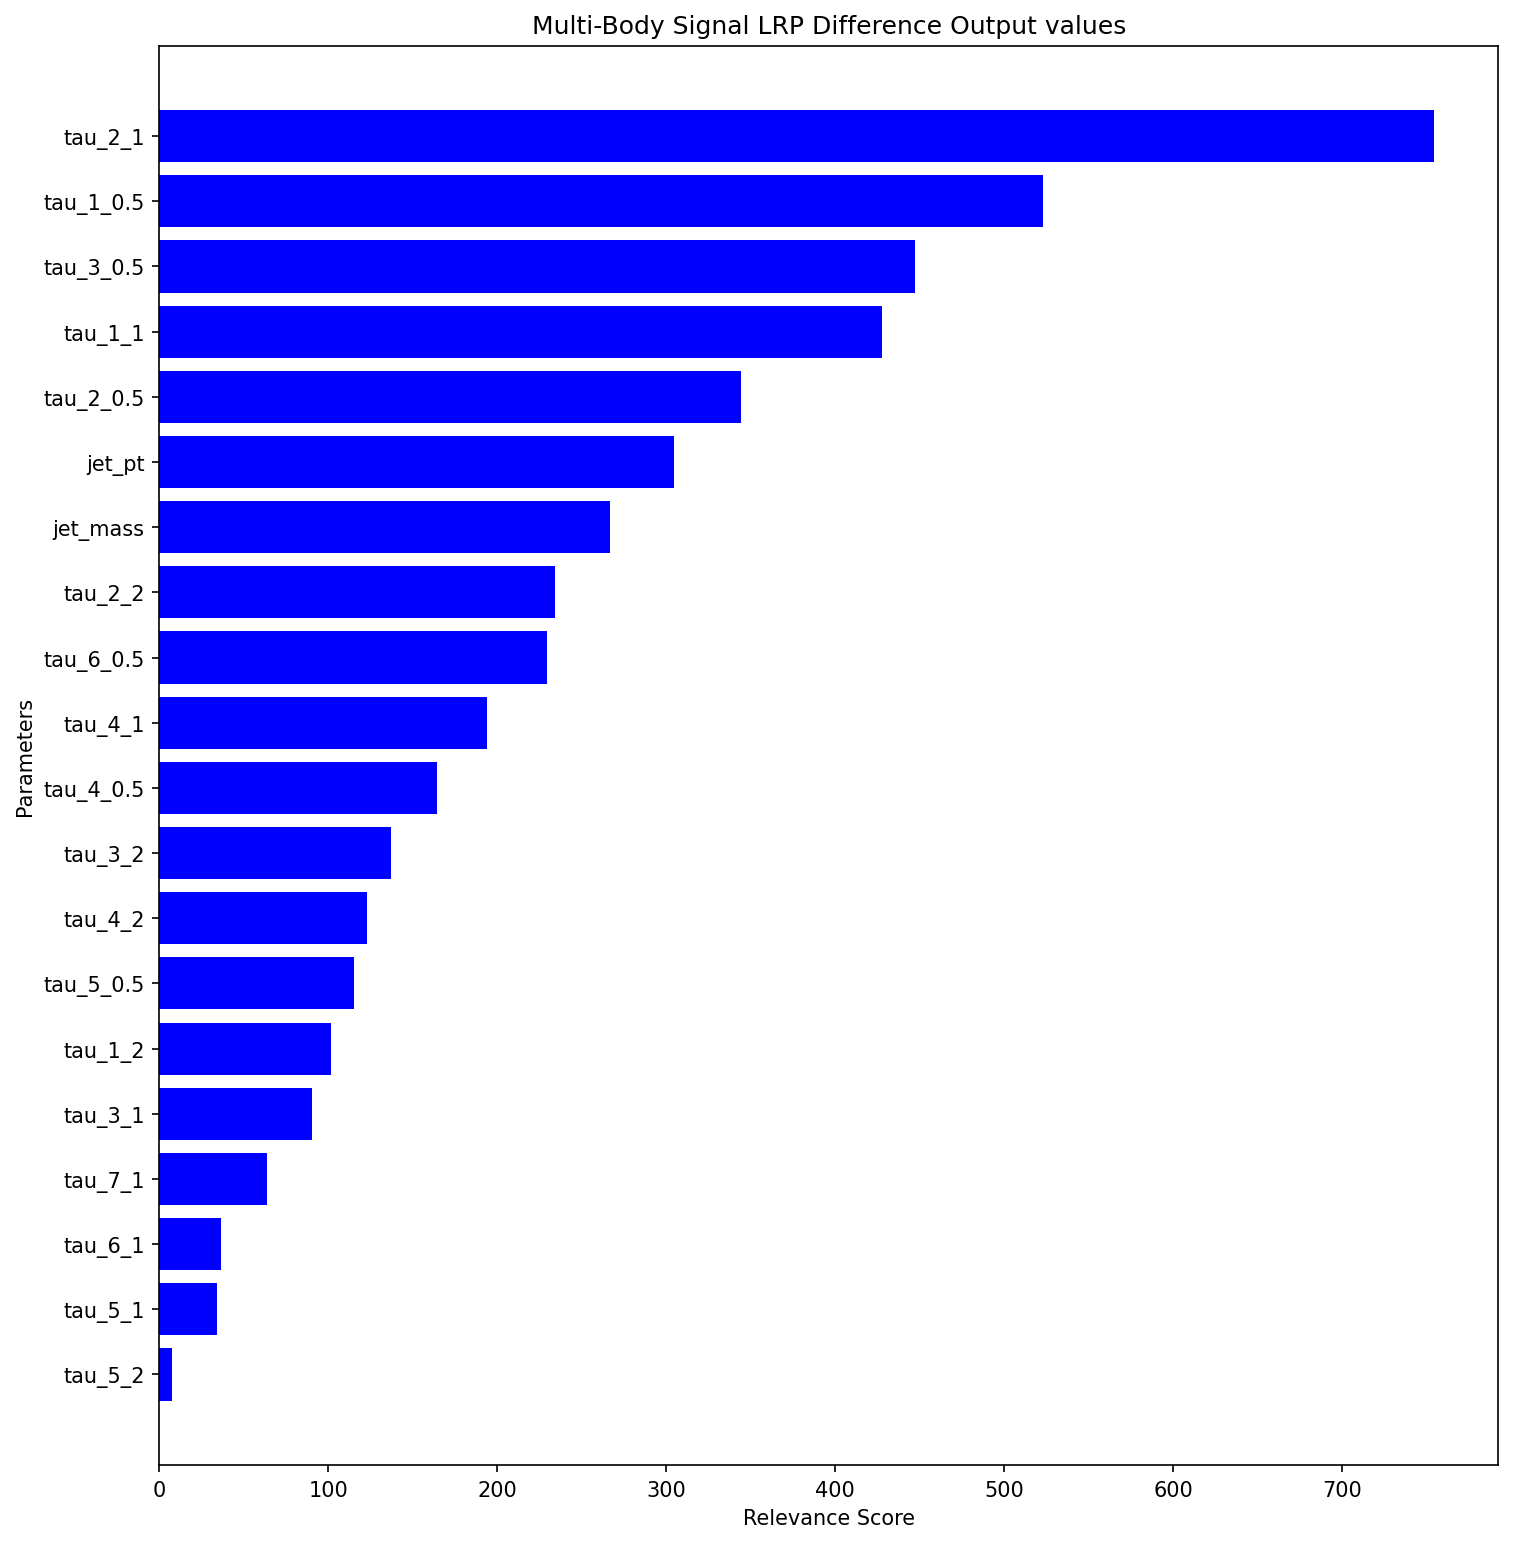 Multi-Body Signal LRP Difference Output values
tau_2_1
tau_1_0.5
tau_3_0.5
tau_1_1
tau_2_0.5
jet_pt
jet_mass
tau_2_2
tau_6_0.5
tau_4_1
tau_4_0.5
tau_3_2
tau_4_2
tau_5_0.5
tau_1_2
tau_3_1
tau_7_1
tau_6_1
tau_5_1
tau_5_2
Parameters
0 100 200 300 400 500 600 700
Relevance Score